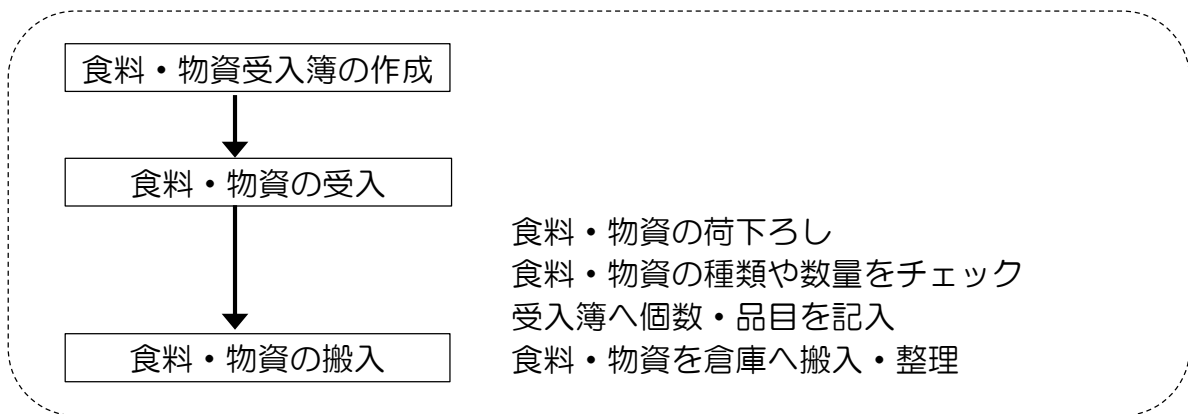 食料・物資受入簿の作成
食料・物資の受入
食料・物資の荷下ろし
食料・物資の種類や数量をチェック
受入簿へ個数・品目を記入
食料・物資の搬入
食料・物資を倉庫へ搬入・整理